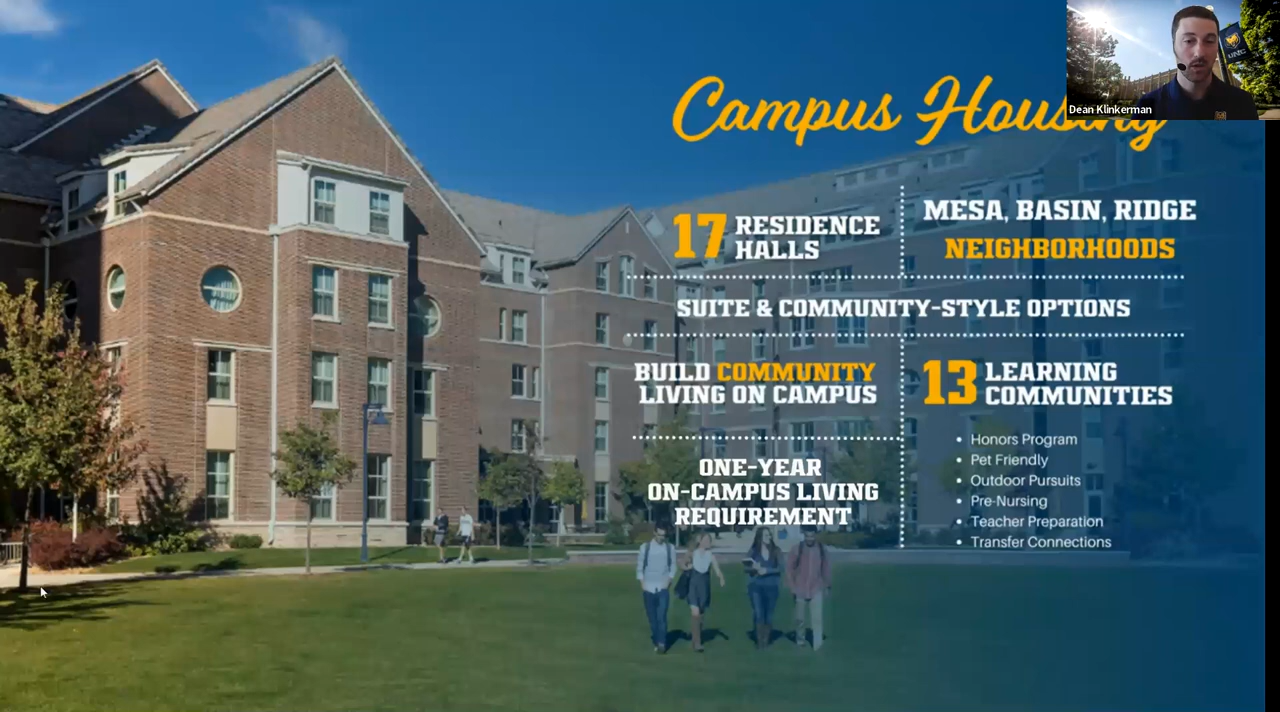 Campus Housing
Dean Klinkerman
UNC
17 RESIDENCE
HALLS
MESA, BASIN, RIDGE
NEIGHBORHOODS
SUITE & COMMUNITY-STYLE OPTIONS
BUILD COMMUNITY
LIVING ON CAMPUS
13 LEARNING
COMMUNITIES
• Honors Program
• Pet Friendly
• Outdoor Pursuits
• Pre-Nursing
• Teacher Preparation
• Transfer Connections
ONE-YEAR
ON-CAMPUS LIVING
REQUIREMENT